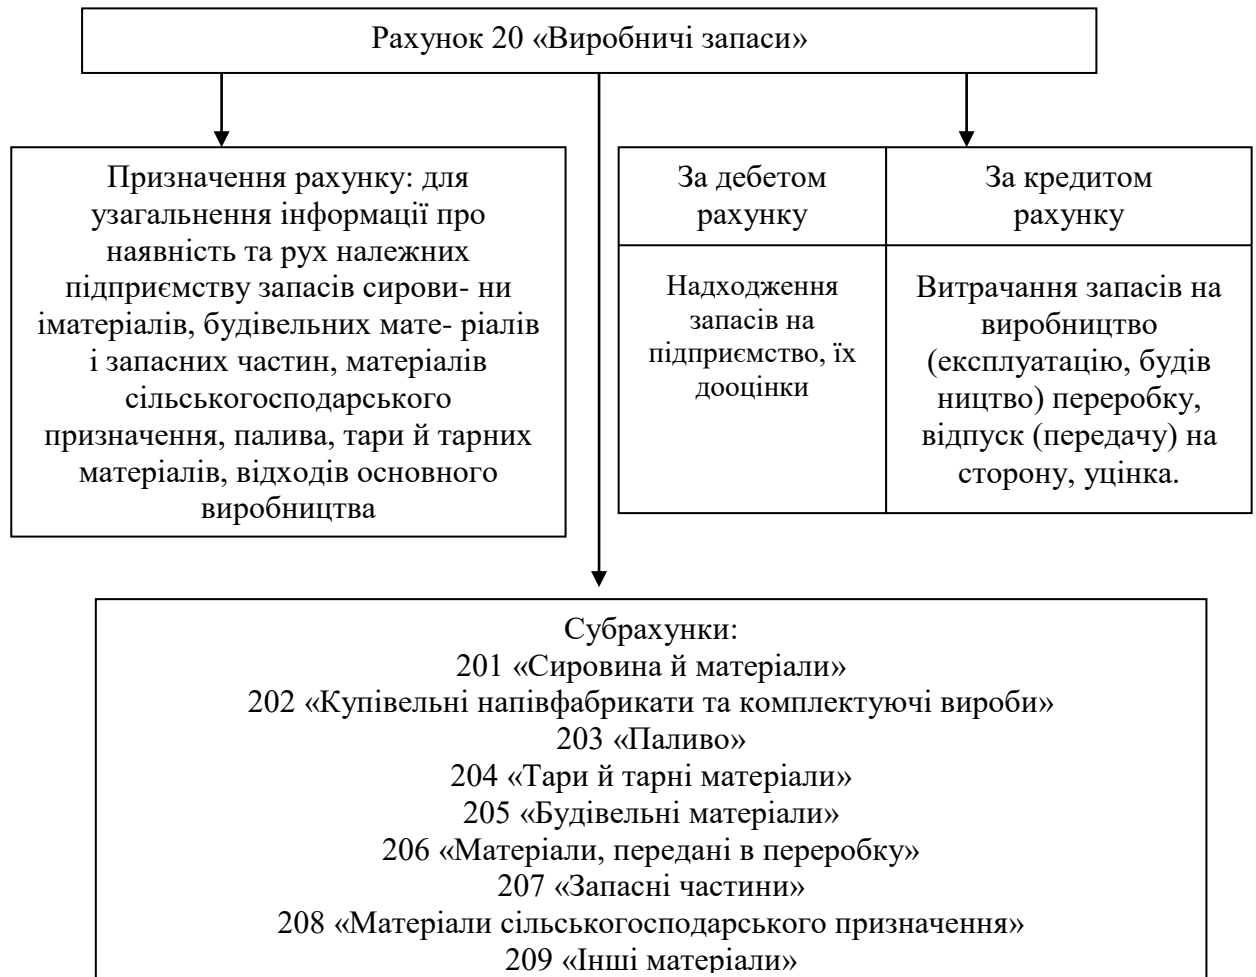 Рахунок 20 «Виробничі запаси»
Призначення рахунку: для
узагальнення інформації про
наявність та рух належних
підприємству запасів сирови- ни
іматеріалів, будівельних мате- ріалів
і запасних частин, матеріалів
сільськогосподарського
призначення, палива, тари й тарних
матеріалів, відходів основного
виробництва
За дебетом
рахунку
За кредитом
рахунку
Надходження
запасів на
підприємство, їх
дооцінки
Витрачання запасів на
виробництво
(експлуатацію, будів
ництво) переробку,
відпуск (передачу) на
сторону, уцінка.
Субрахунки:
201 «Сировина й матеріали»
202 «Купівельні напівфабрикати та комплектуючі вироби»
203 «Паливо»
204 «Тари й тарні матеріали»
205 «Будівельні матеріали»
206 «Матеріали, передані в переробку»
207 «Запасні частини»
208 «Матеріали сільськогосподарського призначення»
209 «Інші матеріали»